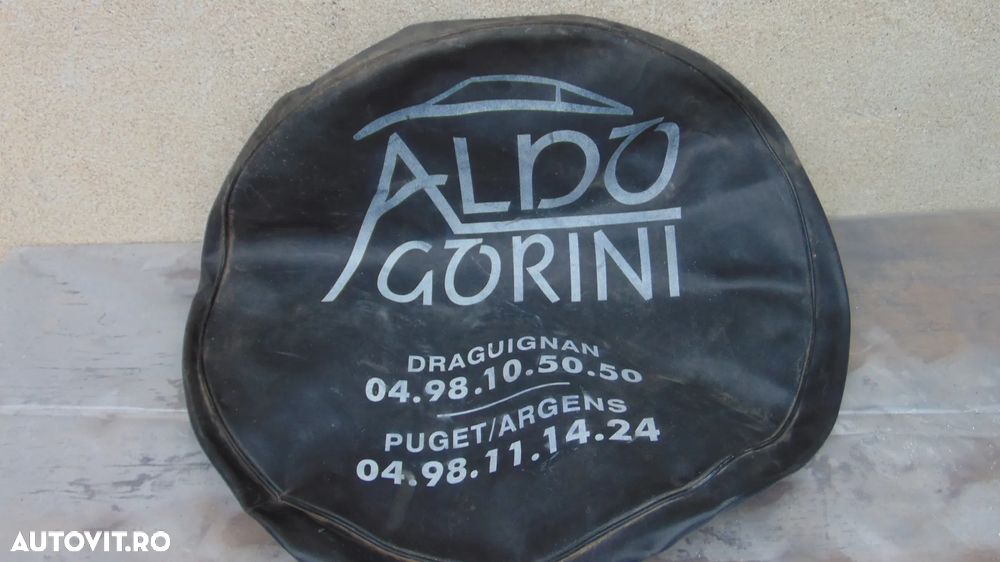 ALDO
GORINI
DRAGUIGNAN
04.98.10.50.50
PUGET/ARGENS
04.98.11.14.24
AUTOVIT.RO